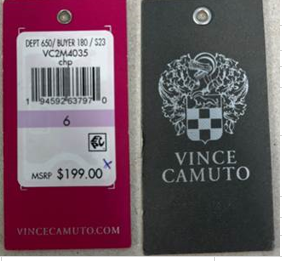 DEPT 650/ BUYER 180 / S23
VC2M4035
chp
1 94592 63797 0
6
MSRP $199.00
VINCECAMUTO.COM
VINCE
CAMUTO